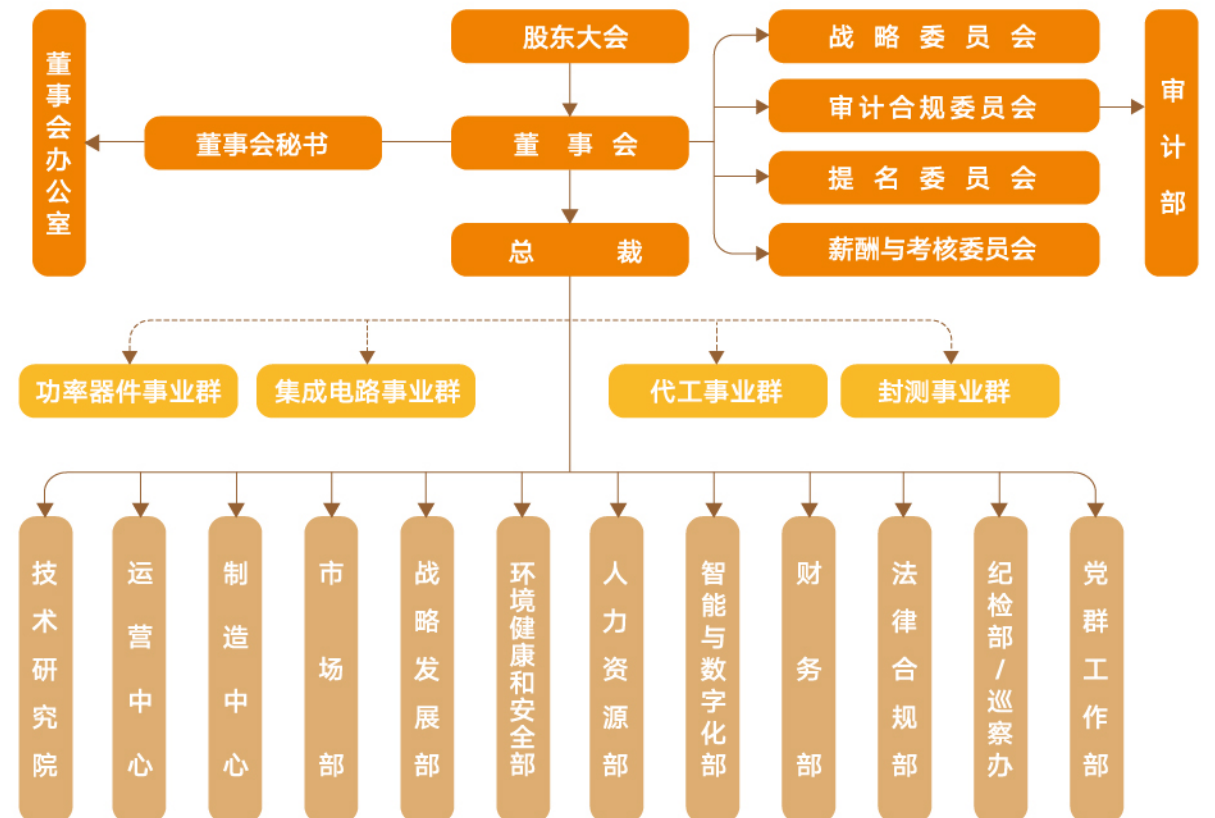 股东大会
战略委员会
董事会办公室
审计合规委员会
审计部
董事会秘书
董事会
提名委员会
总裁
薪酬与考核委员会
功率器件事业群
集成电路事业群
代工事业群
封测事业群
技术研究院
运营中心
制造中心
市场部
战略发展部
环境健康和安全部
人力资源部
智能与数字化部
财务部
法律合规部
纪检部/巡察办
党群工作部